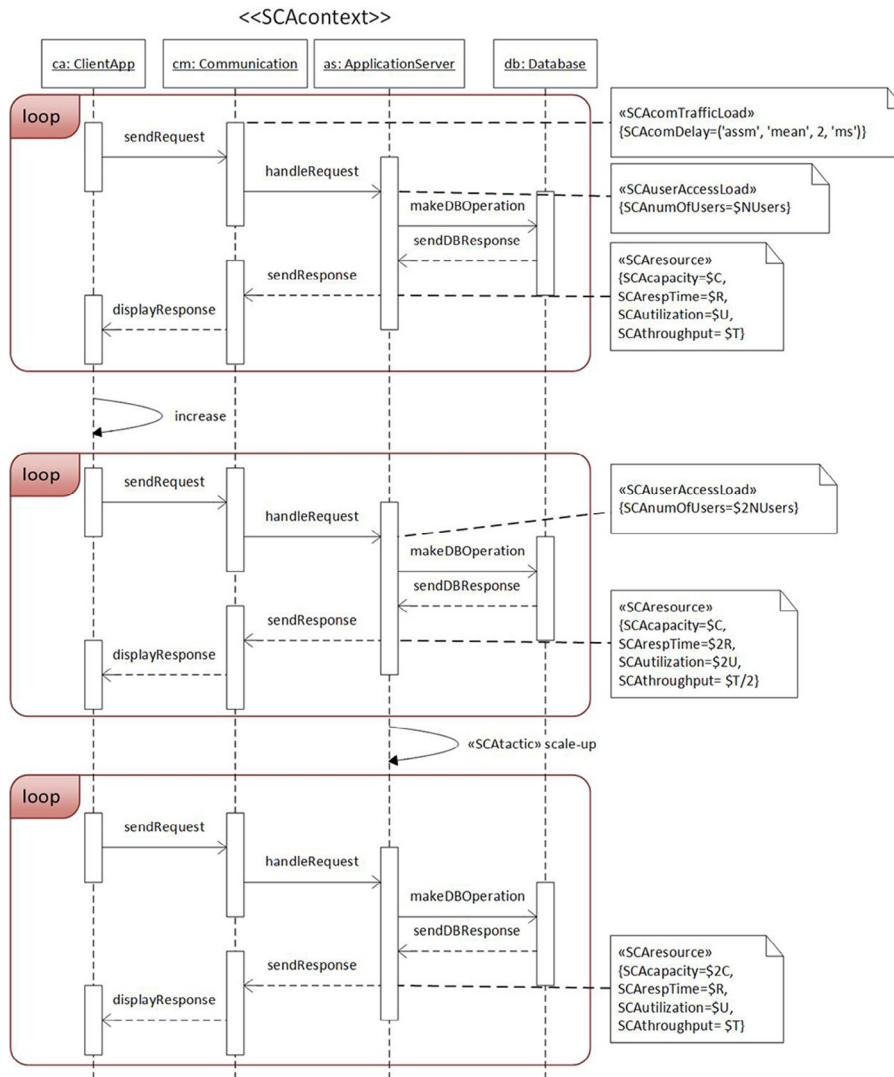 <<SCAcontext>>
ca: ClientApp
cm: Communication
as: ApplicationServer
db: Database
loop
sendRequest
handleRequest
makeDBOperation
sendDBResponse
sendResponse
displayResponse
«SCAcomTrafficLoad»
{SCAcomDelay=('assm', 'mean', 2, 'ms')}
«SCAuserAccessLoad»
{SCAnumOfUsers=$NUsers}
«SCAresource»
{SCAcapacity=$C,
SCArespTime=$R,
SCAutilization=$U,
SCAthroughput= $T}
increase
loop
sendRequest
handleRequest
makeDBOperation
sendDBResponse
sendResponse
displayResponse
«SCAuserAccessLoad»
{SCAnumOfUsers=$2NUsers}
«SCAresource»
{SCAcapacity=$C,
SCArespTime=$2R,
SCAutilization=$2U,
SCAthroughput= $T/2}
«SCAtactic» scale-up
loop
sendRequest
handleRequest
makeDBOperation
sendDBResponse
sendResponse
displayResponse
«SCAresource»
{SCAcapacity=$2C,
SCArespTime=$R,
SCAutilization=$U,
SCAthroughput= $T}